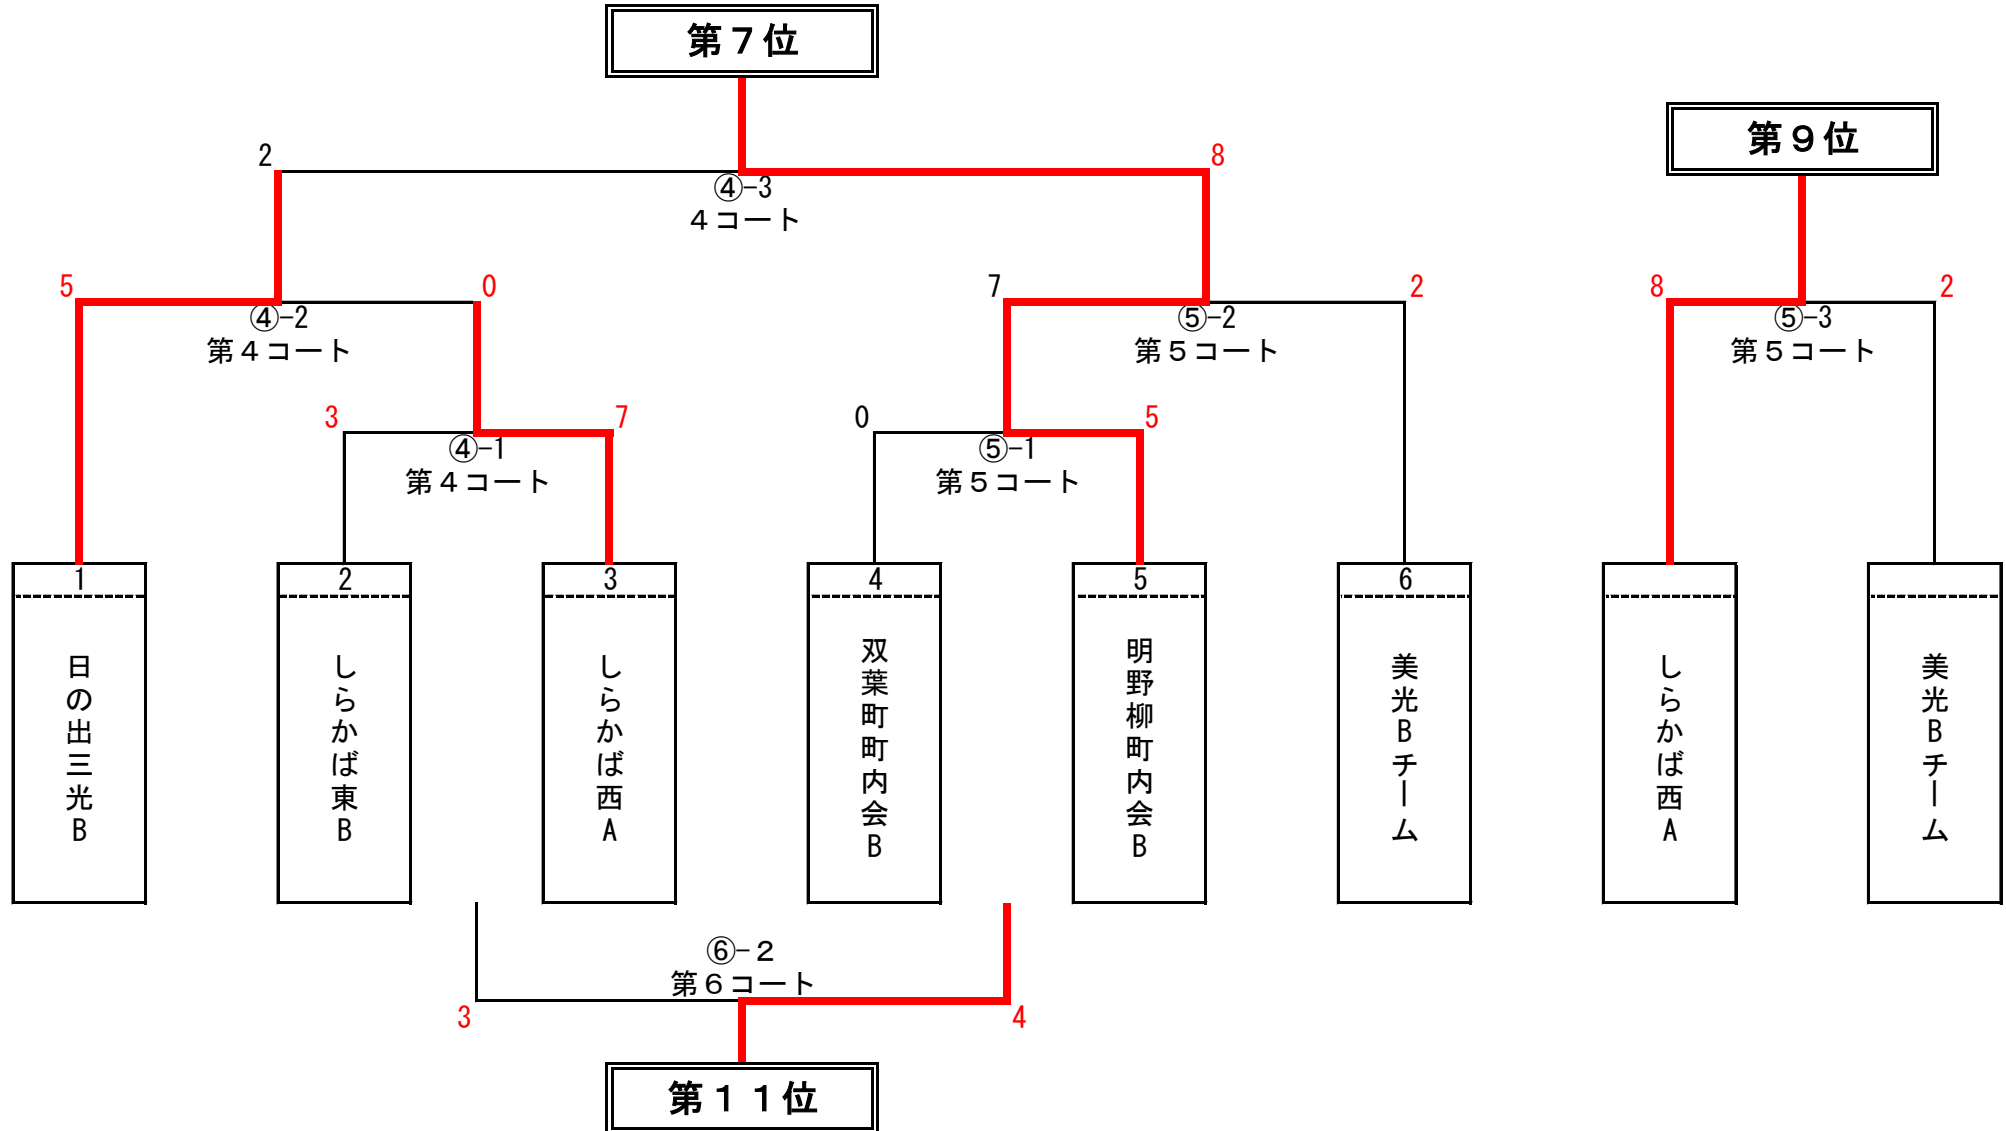 第７位
第９位
2
8
④-3
４コート
5
0
7
2
8
2
④-2
第４コート
⑤-2
第５コート
⑤-3
第５コート
3
7
0
5
④-1
第４コート
⑤-1
第５コート
1
2
3
4
5
6
日の出三光B
しらかば東B
しらかば西A
双葉町町内会B
明野柳町内会B
美光Bチーム
しらかば西A
美光Bチーム
⑥-２
第６コート
3
4
第１１位